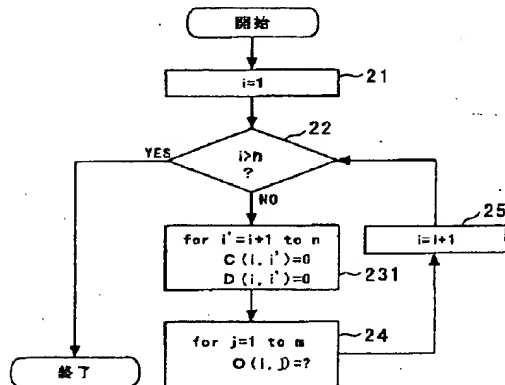 開始
i=1
21
22
i>n
?
YES
NO
for i'=i+1 to n
C(i,i')=0
D(i,i')=0
231
25
i=i+1
for j=1 to m
O(i,j)=?
24
終了